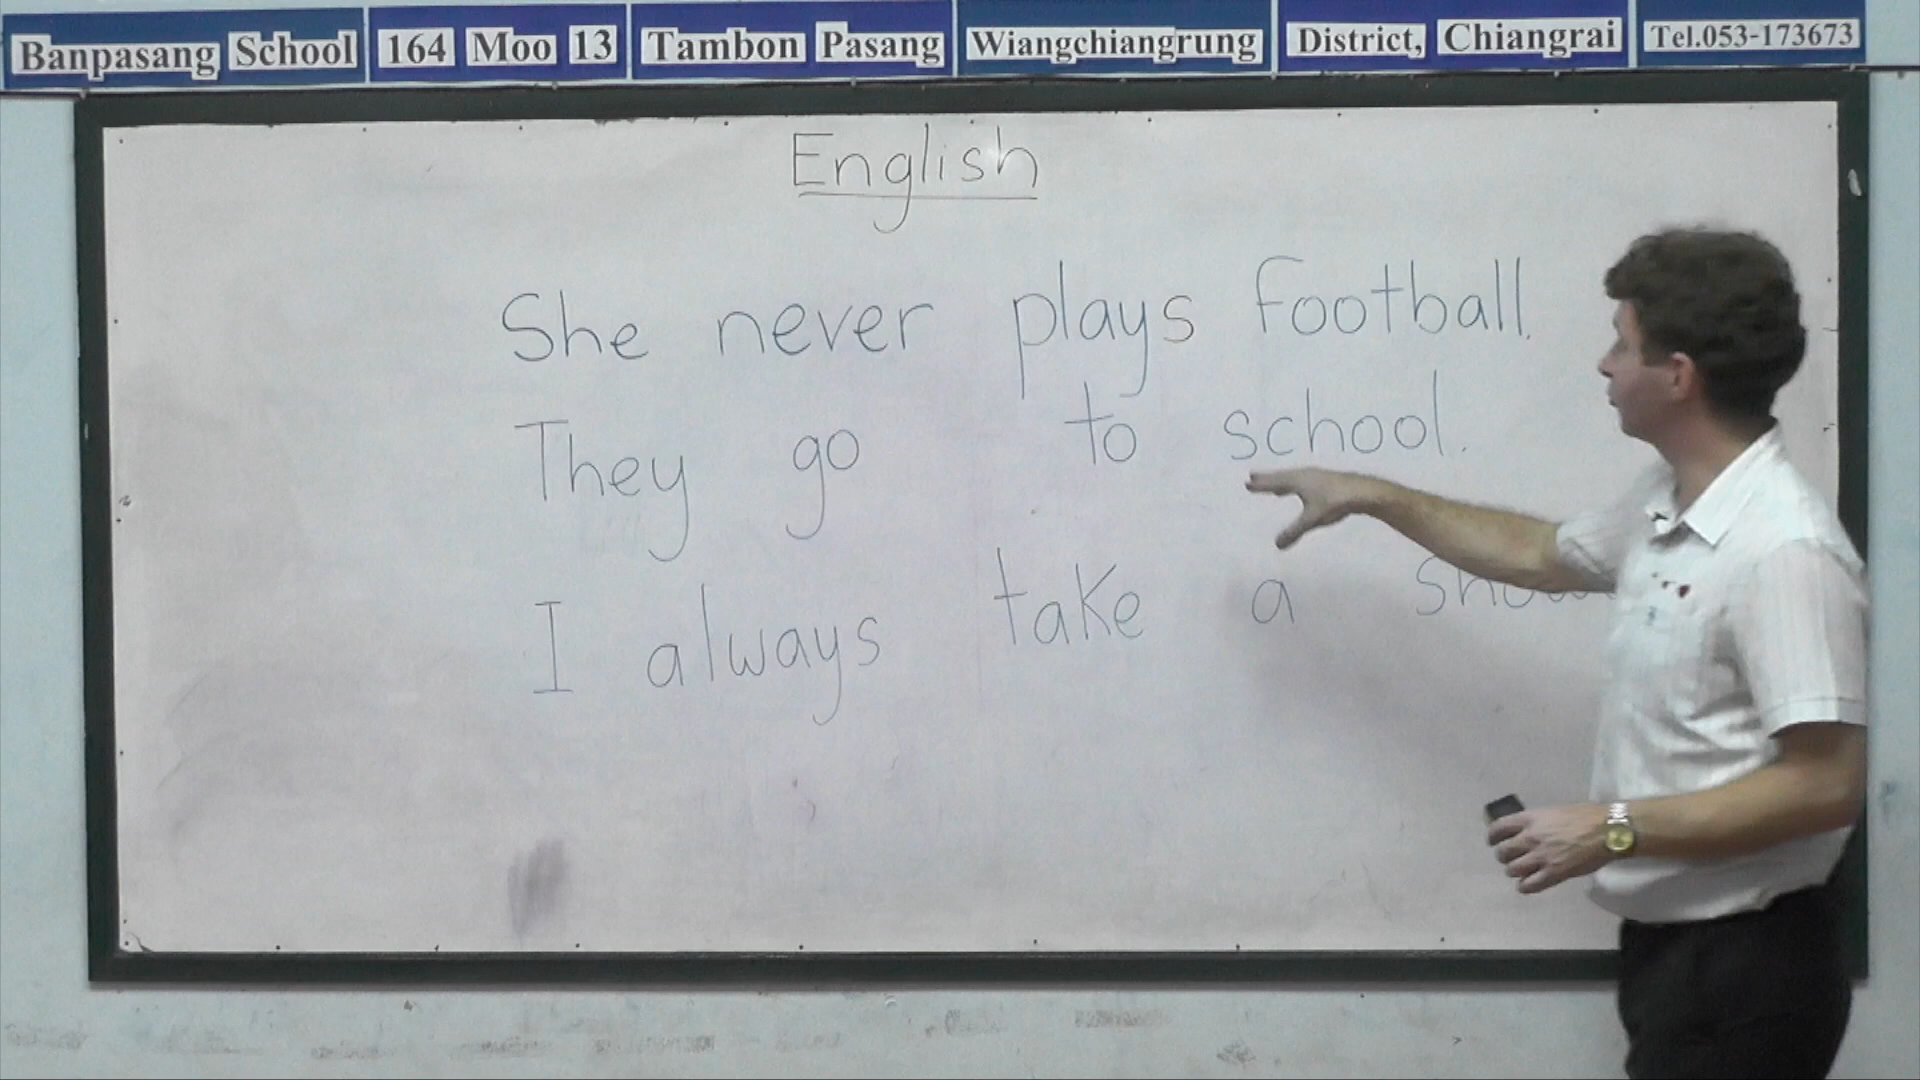 Banpasang School 164 Moo 13 Tambon Pasang Wiangchiangrung District, Chiangrai Tel.053-173673
English
She never plays football.
They go to school.
I always take a